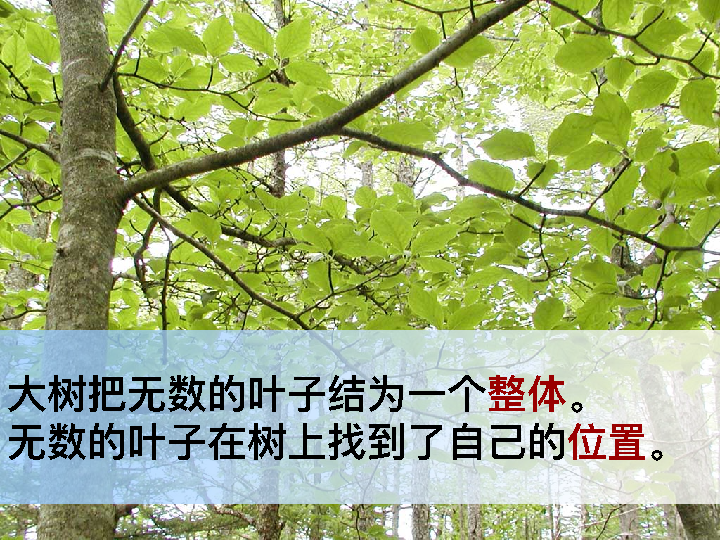 大树把无数的叶子结为一个整体。
无数的叶子在树上找到了自己的位置。